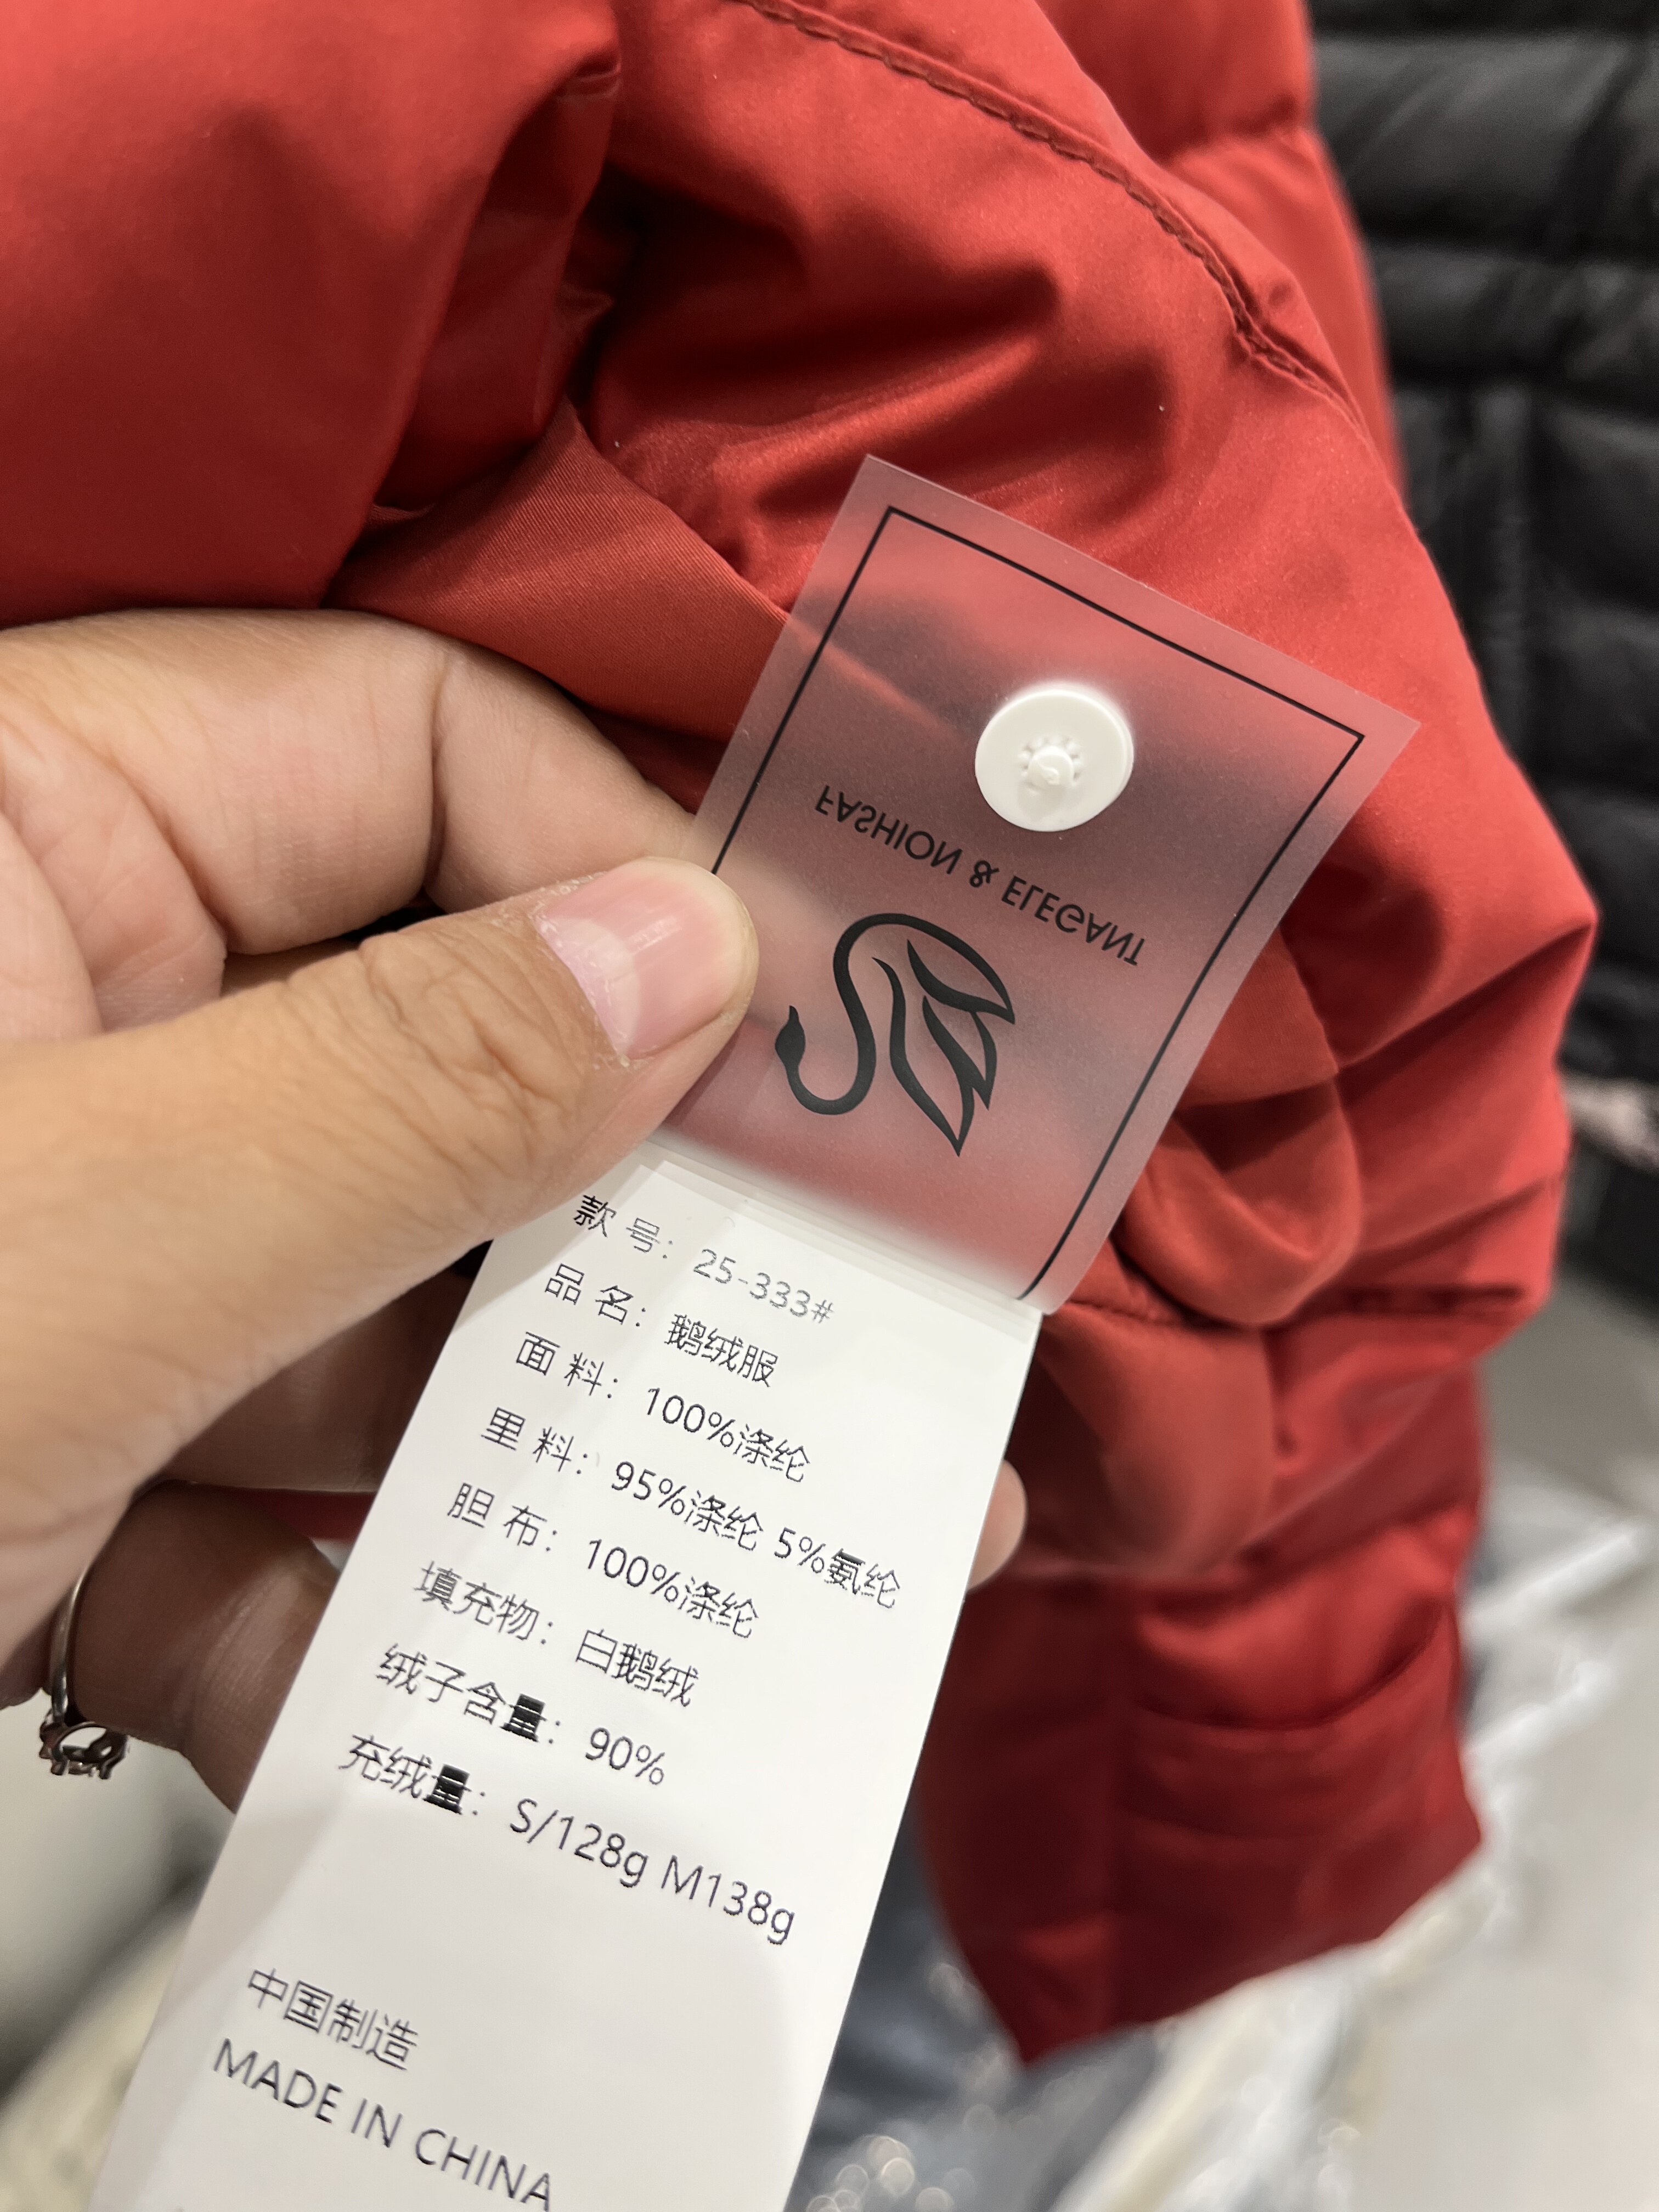 FASHION & ELEGANT
款号：25-333#
品名：鹅绒服
面料：100%涤纶
里料：95%涤纶 5%氨纶
胆布：100%涤纶
填充物：白鹅绒
绒子含量：90%
充绒量：S/128g M138g
中国制造
MADE IN CHINA